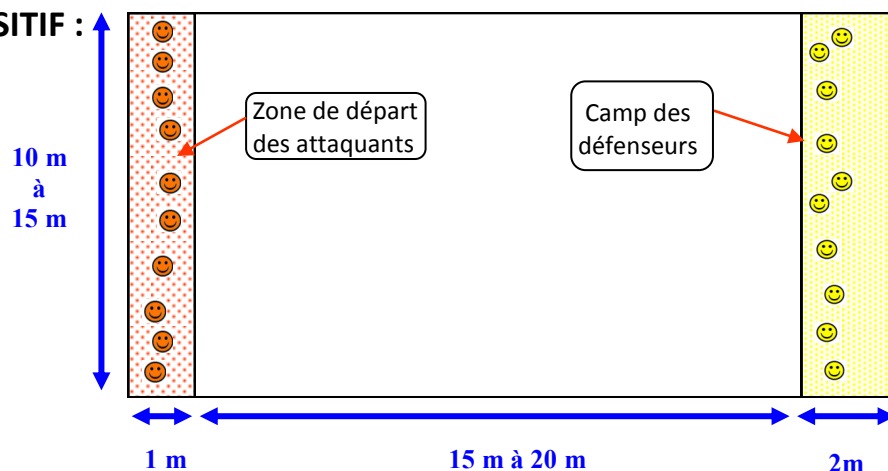 SITIF :
Zone de départ
des attaquants
Camp des
défenseurs
10 m
à
15 m
1 m
15 m à 20 m
2m